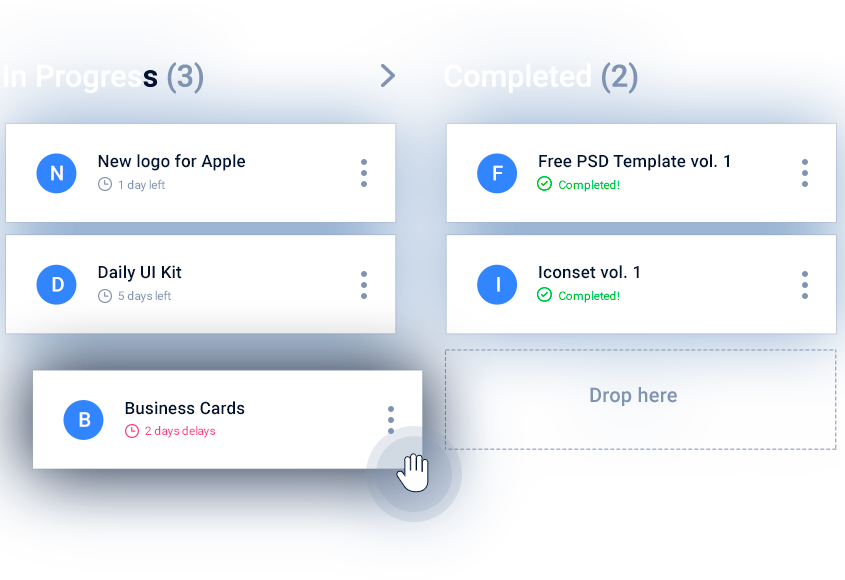 In Progress (3)
N
New logo for Apple
1 day left
D
Daily UI Kit
5 days left
B
Business Cards
2 days delays
Completed (2)
F
Free PSD Template vol. 1
Completed!
I
Iconset vol. 1
Completed!
Drop here